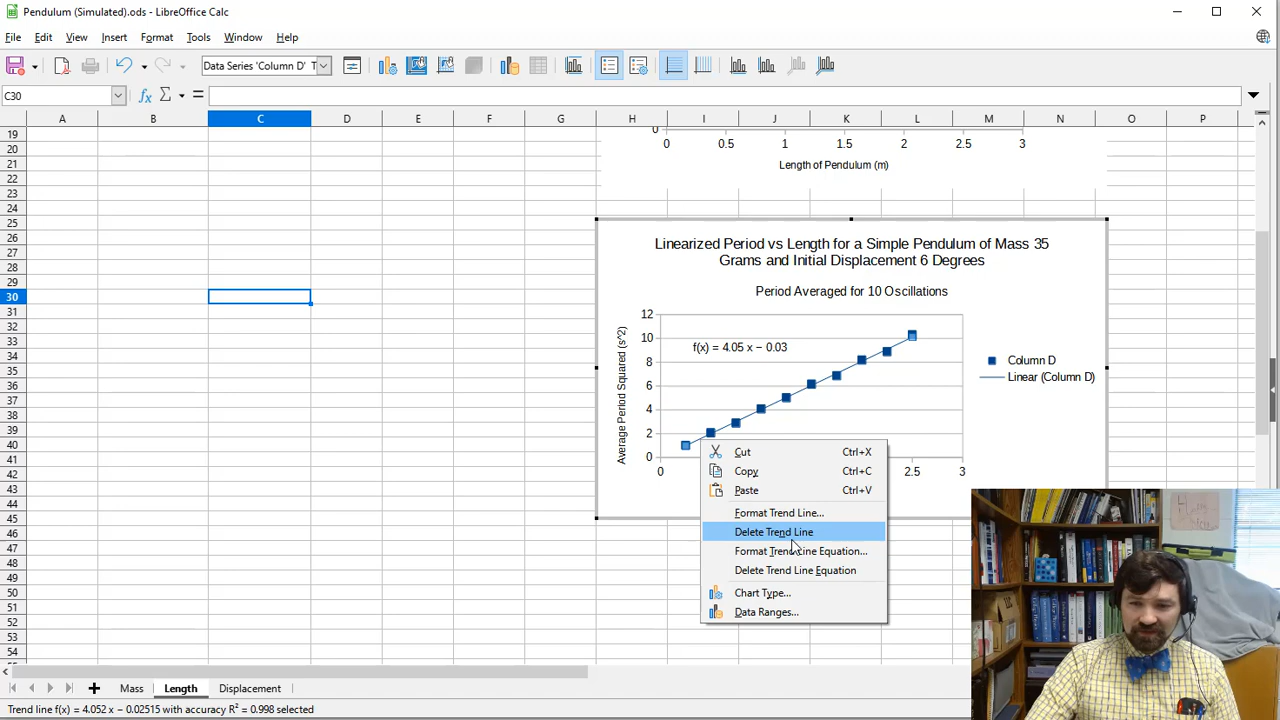 Pendulum (Simulated).ods - LibreOffice Calc
File Edit View Insert Format Tools Window Help
Data Series 'Column D' T
C30
A B C D E F G H I J K L M N O P
19
20
21
22
23
24
25
26
27
28
29
30
31
32
33
34
35
36
37
38
39
40
41
42
43
44
45
46
47
48
49
50
51
52
53
54
0
0 0.5 1 1.5 2 2.5 3
Length of Pendulum (m)
Linearized Period vs Length for a Simple Pendulum of Mass 35
Grams and Initial Displacement 6 Degrees
Period Averaged for 10 Oscillations
Average Period Squared (s^2)
12
10
8
6
4
2
0
f(x) = 4.05 x − 0.03
Column D
Linear (Column D)
0 2.5 3
Cut Ctrl+X
Copy Ctrl+C
Paste Ctrl+V
Format Trend Line...
Delete Trend Line
Format Trend Line Equation...
Delete Trend Line Equation
Chart Type...
Data Ranges...
Mass Length Displacement
Trend line f(x) = 4.052 x − 0.02515 with accuracy R² = 0.998 selected